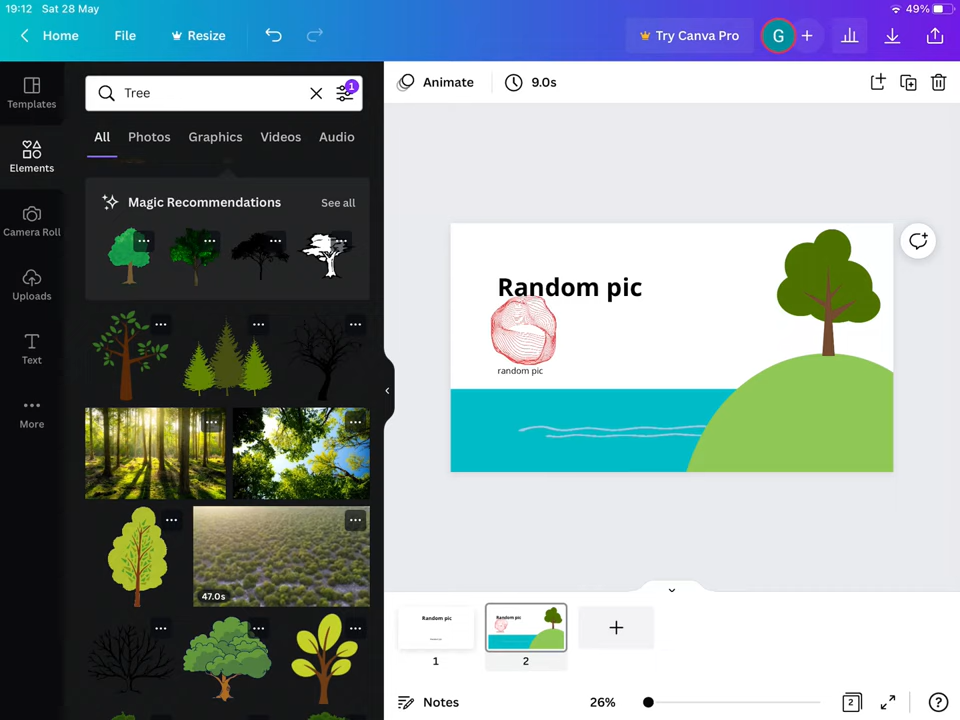 19:12 Sat 28 May 49%
Home File Resize Try Canva Pro G
Templates
Elements
Camera Roll
Uploads
Text
More
Tree
1
All Photos Graphics Videos Audio
Magic Recommendations See all
47.0s
Animate 9.0s
Random pic
random pic
Random pic
Random pic
1 2
Notes 26% 2